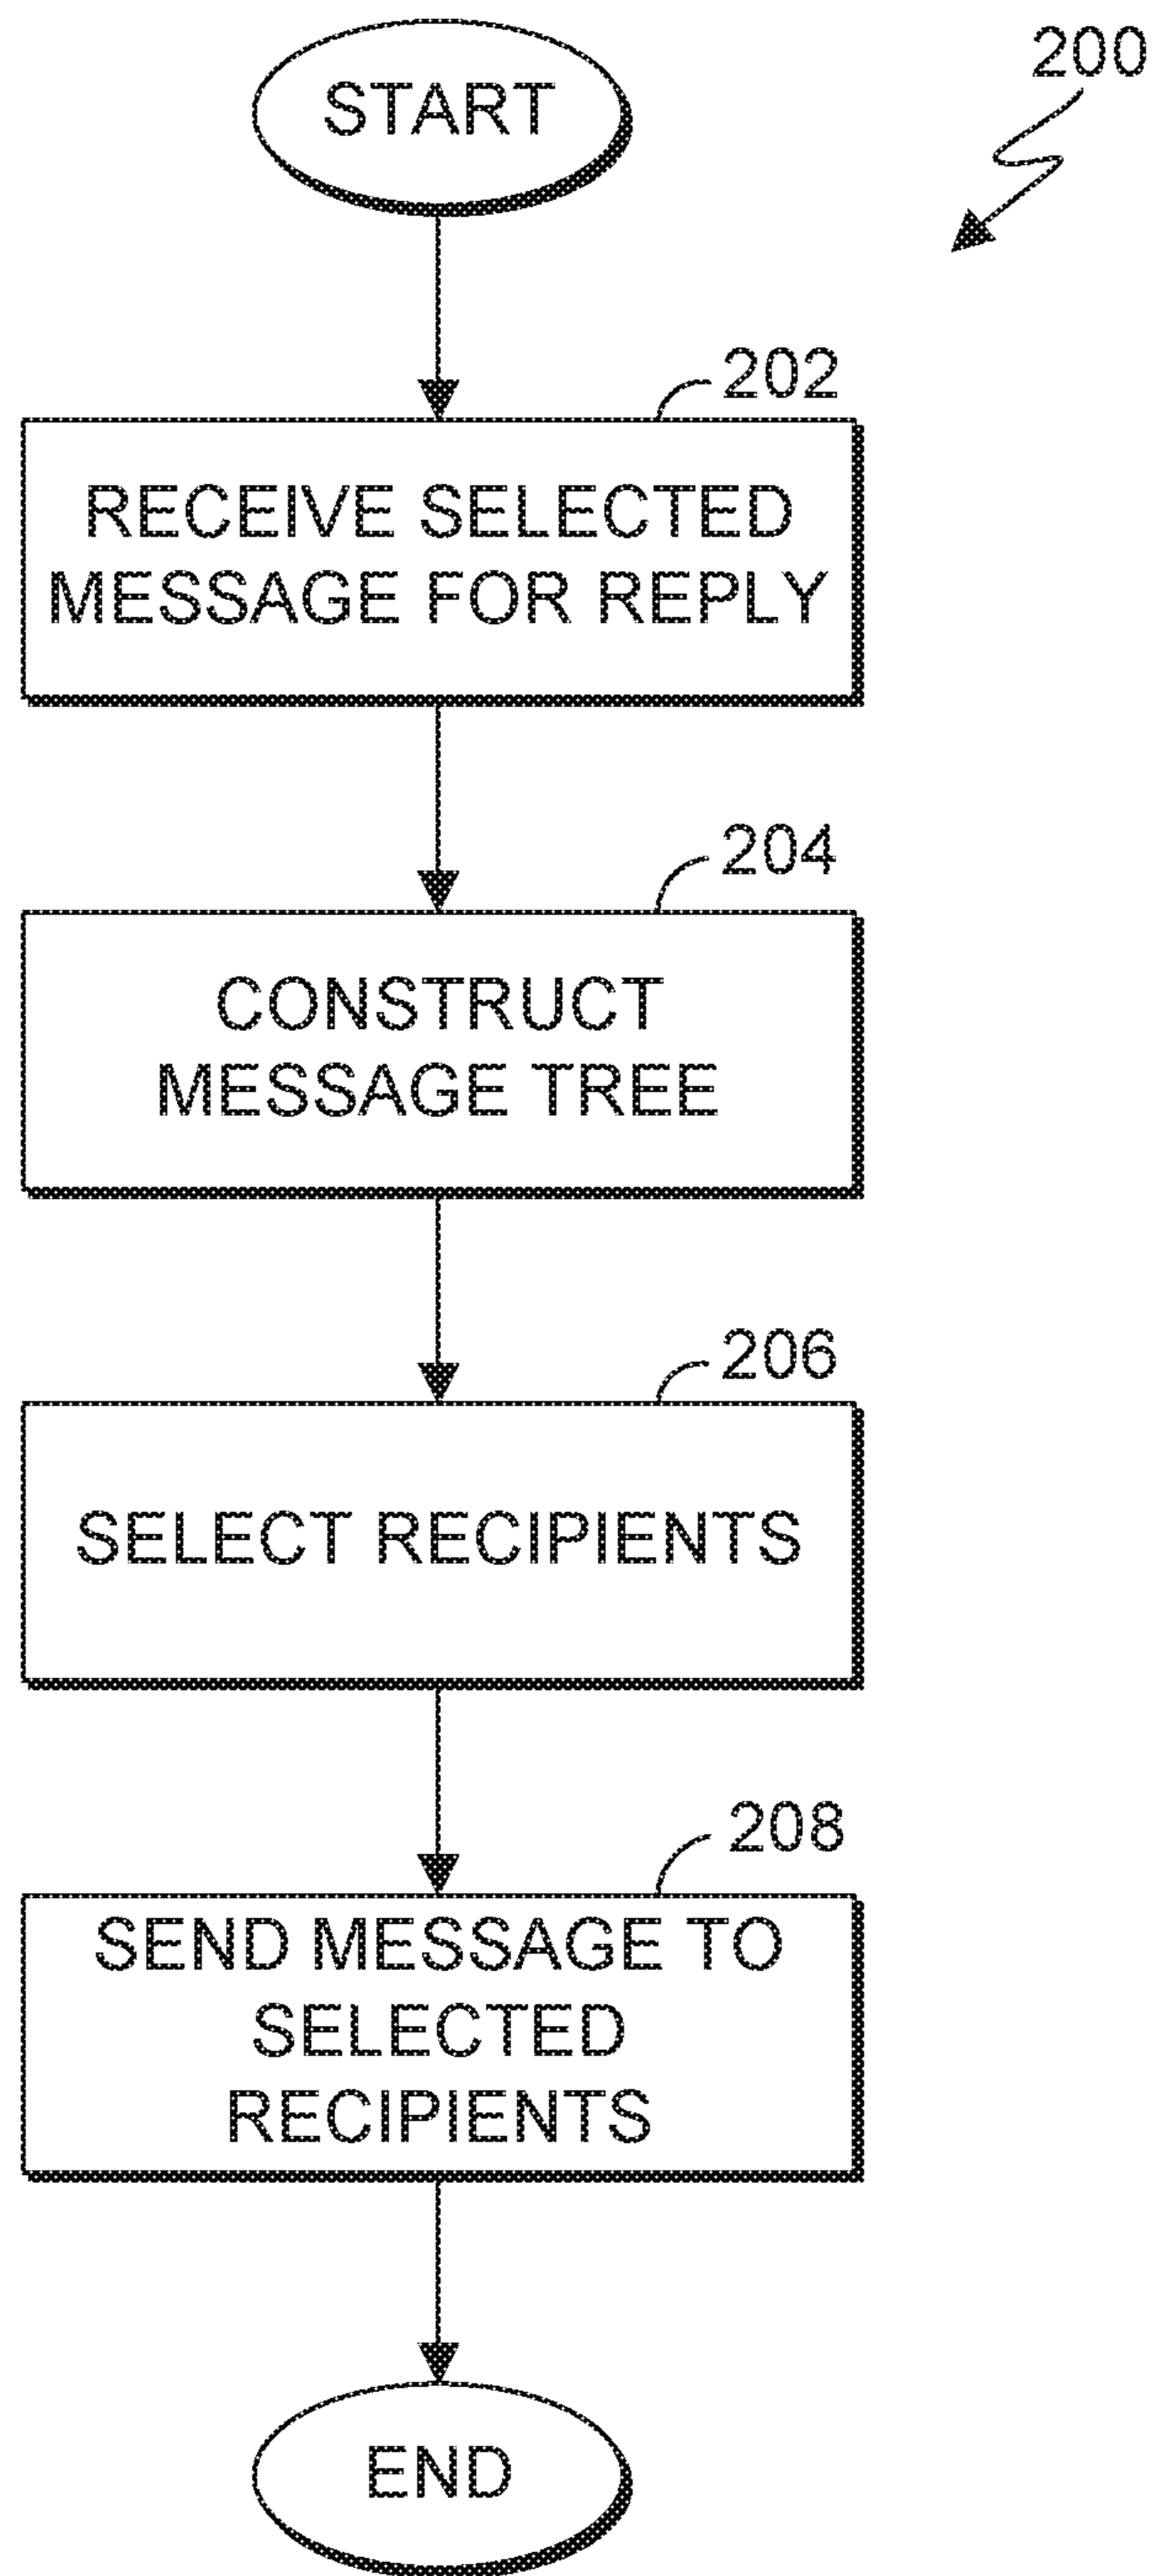 START
200
202
RECEIVE SELECTED
MESSAGE FOR REPLY
204
CONSTRUCT
MESSAGE TREE
206
SELECT RECIPIENTS
208
SEND MESSAGE TO
SELECTED
RECIPIENTS
END